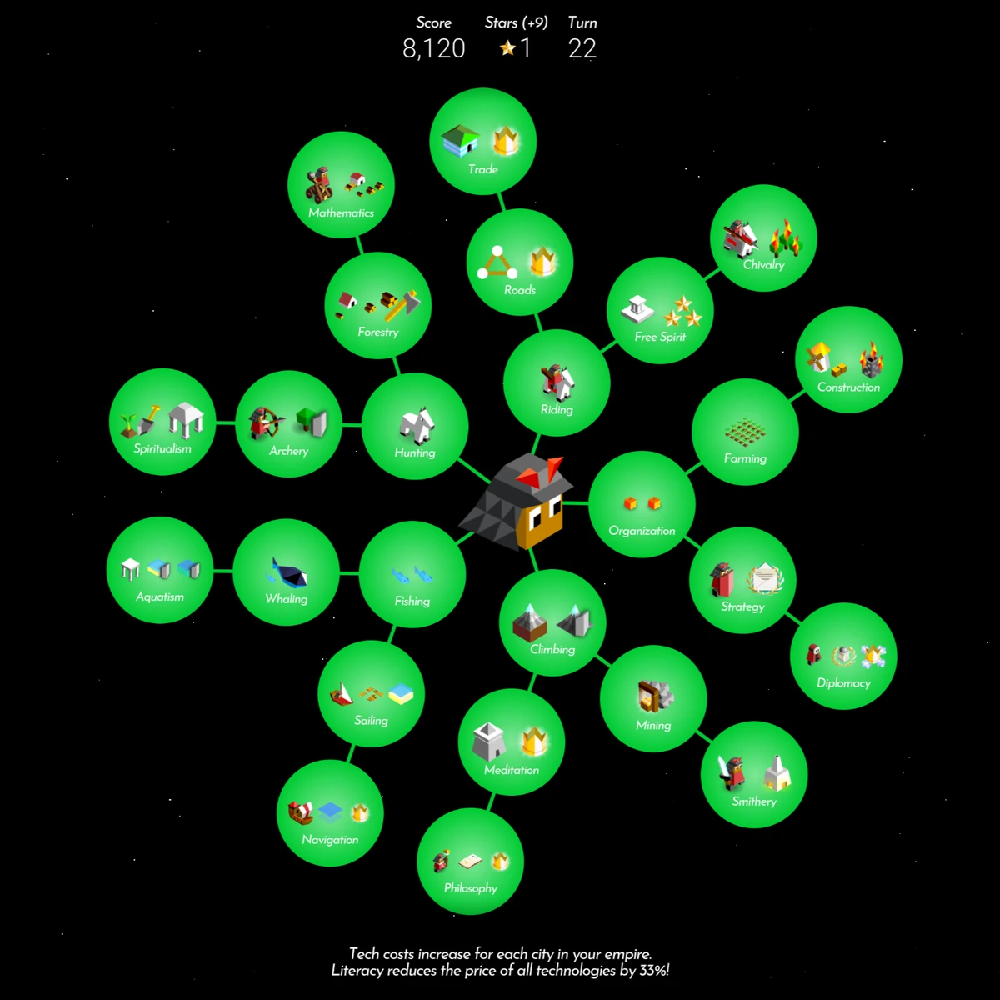 Score Stars (+9) Turn
8,120 1 22
Trade
Mathematics
Chivalry
Roads
Forestry
Free Spirit
Construction
Riding
Spiritualism
Archery
Hunting
Farming
Organization
Aquatism
Whaling
Fishing
Strategy
Climbing
Diplomacy
Sailing
Mining
Meditation
Smithery
Navigation
Philosophy
Tech costs increase for each city in your empire.
Literacy reduces the price of all technologies by 33%!